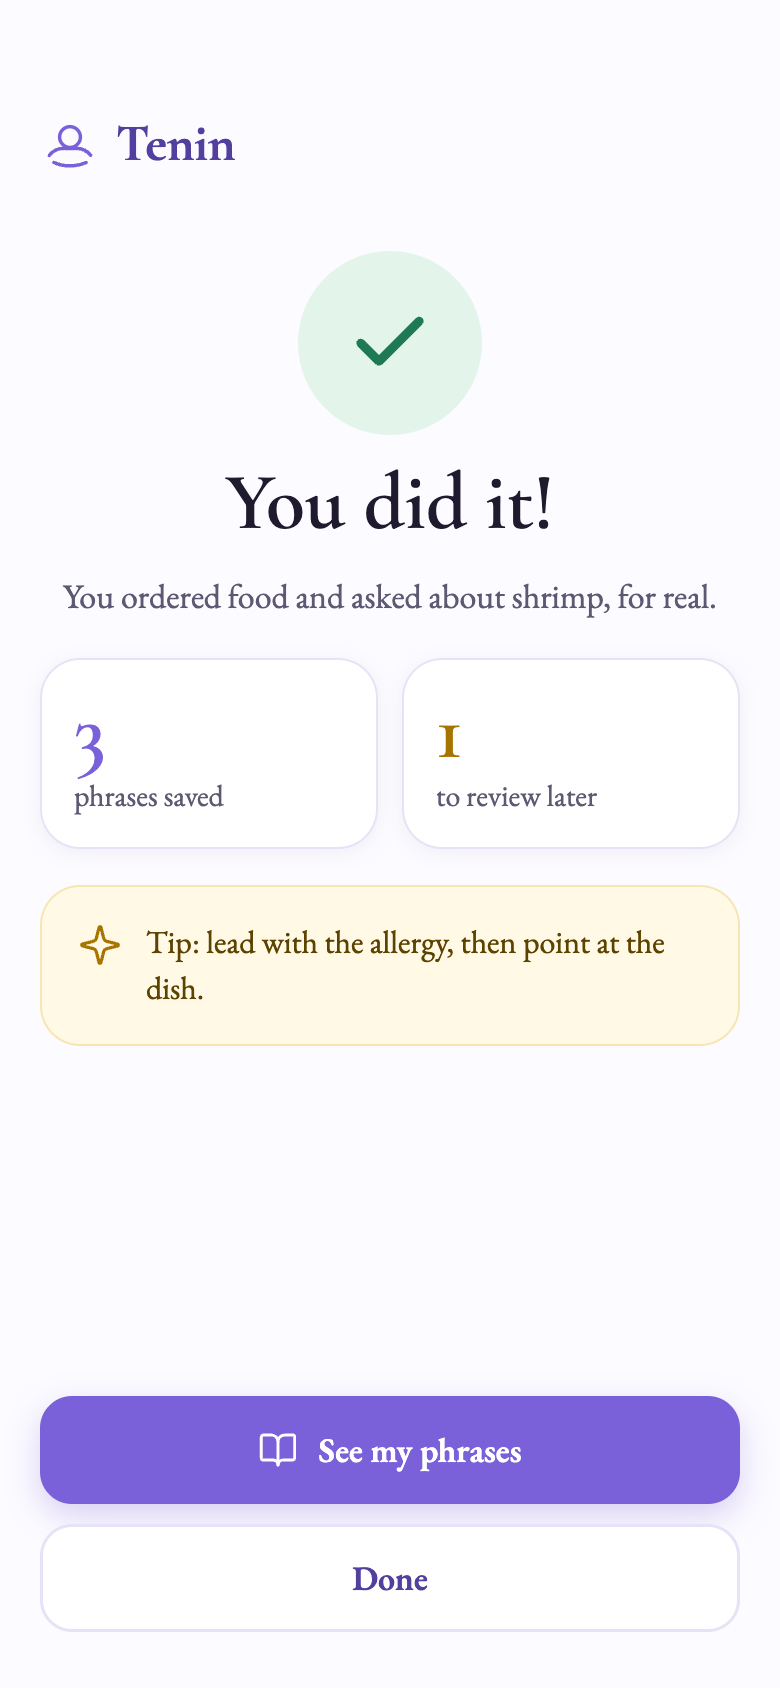 Tenin
You did it!
You ordered food and asked about shrimp, for real.
3
phrases saved
1
to review later
Tip: lead with the allergy, then point at the
dish.
See my phrases
Done